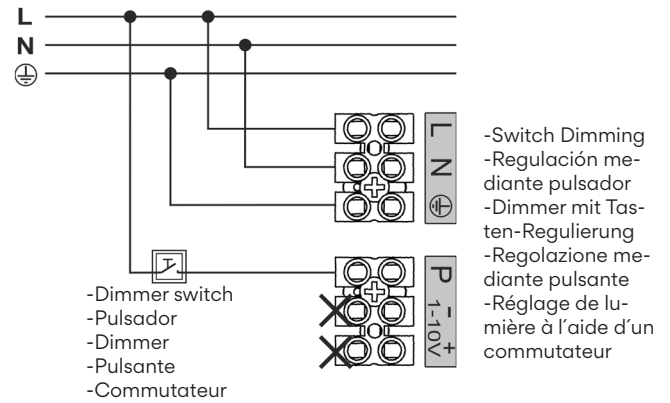 L
N
L
N
-Switch Dimming
-Regulación me-
diante pulsador
-Dimmer mit Tas-
ten-Regulierung
-Regolazione me-
diante pulsante
-Réglage de lu-
mière à l´aide d´un
commutateur
P - +
1-10V
-Dimmer switch
-Pulsador
-Dimmer
-Pulsante
-Commutateur